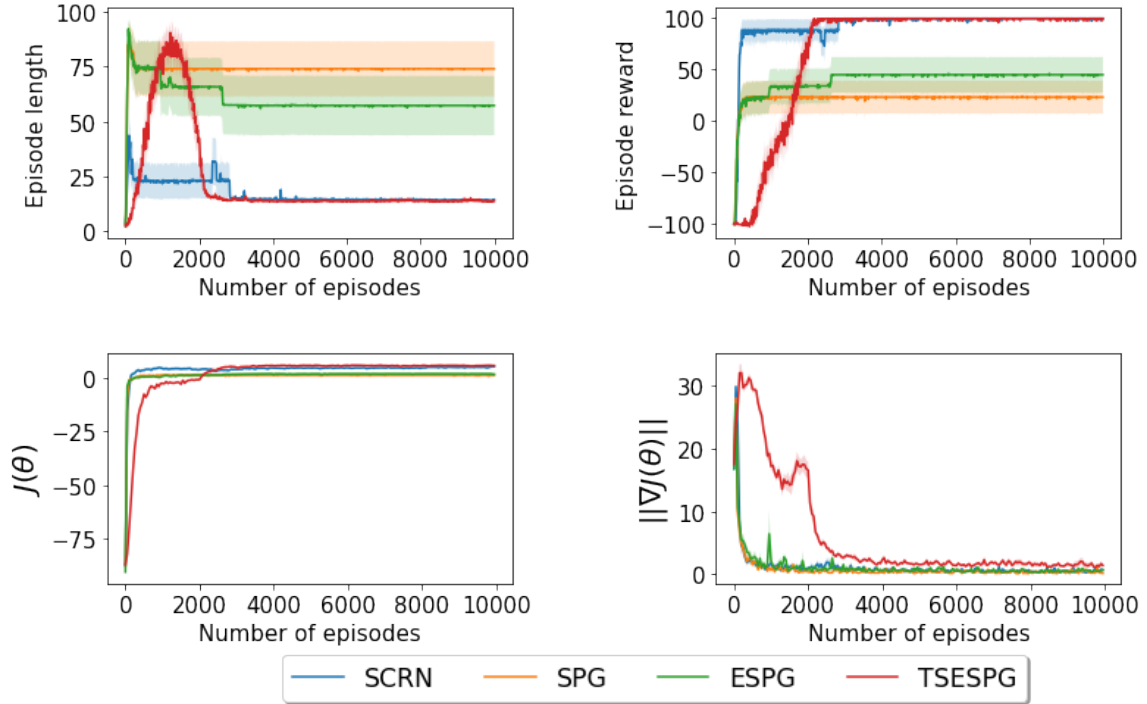 Episode length
100
75
50
25
0
0 2000 4000 6000 8000 10000
Number of episodes
Episode reward
100
50
0
−50
−100
0 2000 4000 6000 8000 10000
Number of episodes
J(θ)
0
−25
−50
−75
0 2000 4000 6000 8000 10000
Number of episodes
||∇J(θ)||
30
20
10
0
0 2000 4000 6000 8000 10000
Number of episodes
SCRN SPG ESPG TSESPG